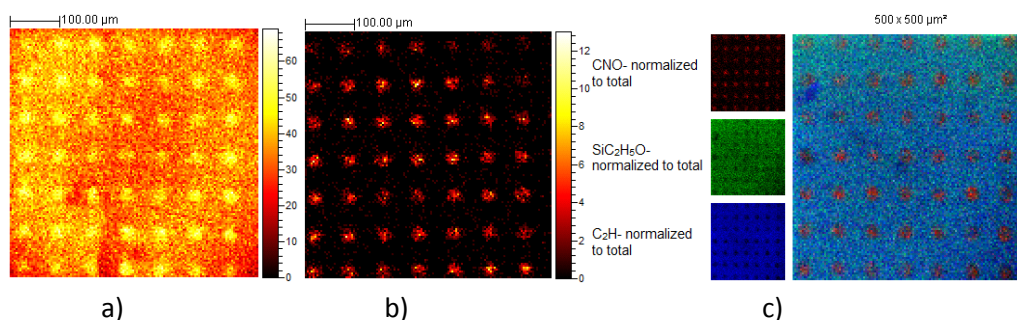 100.00 µm
60
50
40
30
20
10
0
a)
100.00 µm
12
10
8
6
4
2
0
b)
CNO- normalized
to total
SiC₂H₅O-
normalized to total
C₂H- normalized
to total
500 x 500 µm²
c)